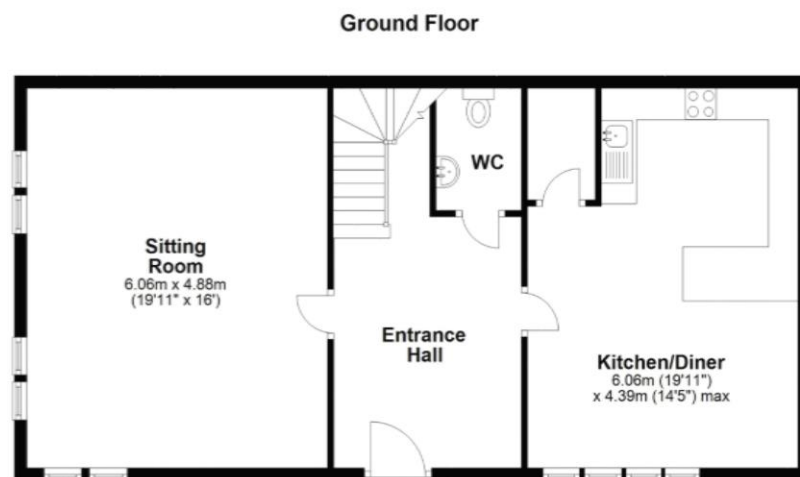 Ground Floor
WC
Sitting
Room
6.06m x 4.88m
(19'11" x 16')
Entrance
Hall
Kitchen/Diner
6.06m (19'11")
x 4.39m (14'5") max